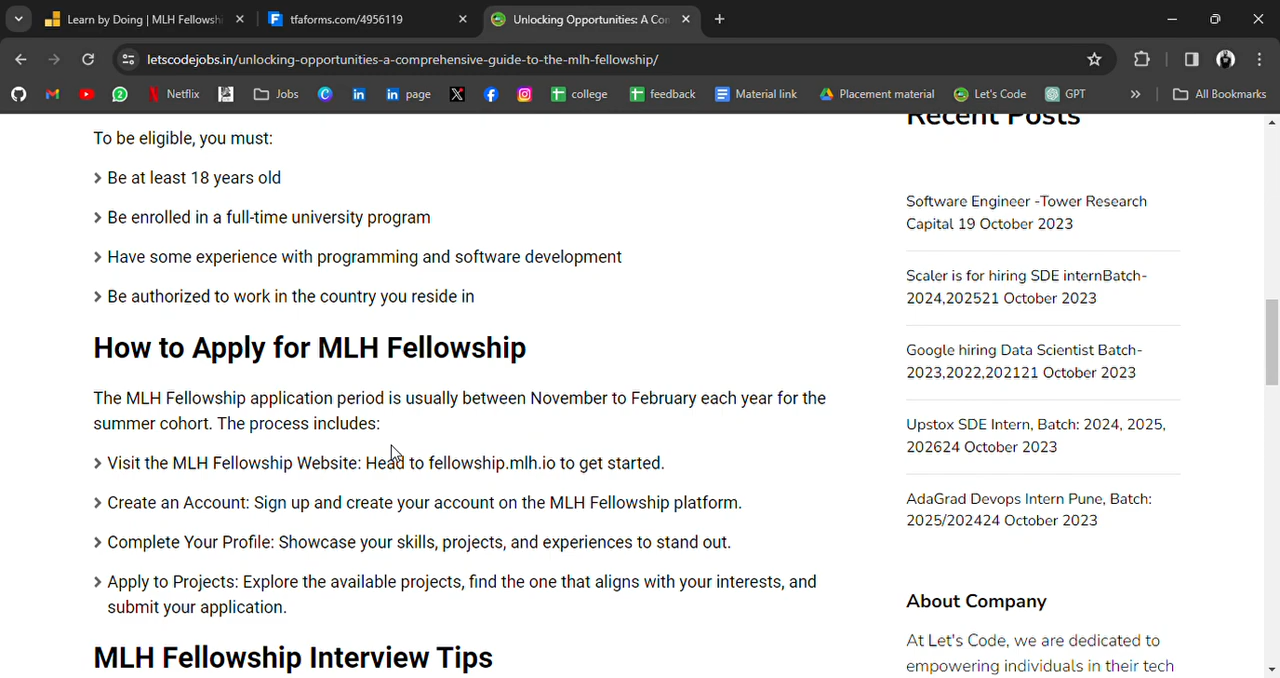 Learn by Doing | MLH Fellowshi
tfaforms.com/4956119
Unlocking Opportunities: A Con
letscodejobs.in/unlocking-opportunities-a-comprehensive-guide-to-the-mlh-fellowship/
Netflix
Jobs
page
college
feedback
Material link
Placement material
Let's Code
GPT
All Bookmarks
To be eligible, you must:
Be at least 18 years old
Be enrolled in a full-time university program
Have some experience with programming and software development
Be authorized to work in the country you reside in
How to Apply for MLH Fellowship
The MLH Fellowship application period is usually between November to February each year for the
summer cohort. The process includes:
Visit the MLH Fellowship Website: Head to fellowship.mlh.io to get started.
Create an Account: Sign up and create your account on the MLH Fellowship platform.
Complete Your Profile: Showcase your skills, projects, and experiences to stand out.
Apply to Projects: Explore the available projects, find the one that aligns with your interests, and
submit your application.
MLH Fellowship Interview Tips
Recent Posts
Software Engineer -Tower Research
Capital 19 October 2023
Scaler is for hiring SDE internBatch-
2024,202521 October 2023
Google hiring Data Scientist Batch-
2023,2022,202121 October 2023
Upstox SDE Intern, Batch: 2024, 2025,
202624 October 2023
AdaGrad Devops Intern Pune, Batch:
2025/202424 October 2023
About Company
At Let's Code, we are dedicated to
empowering individuals in their tech